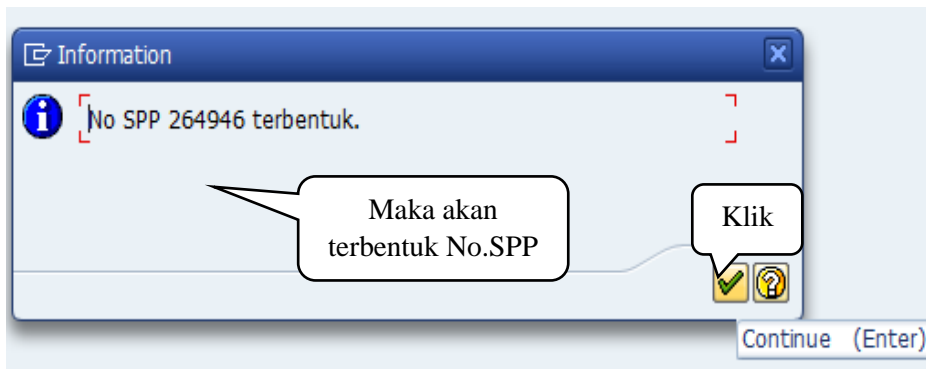 Information
No SPP 264946 terbentuk.
Maka akan
terbentuk No.SPP
Klik
Continue (Enter)